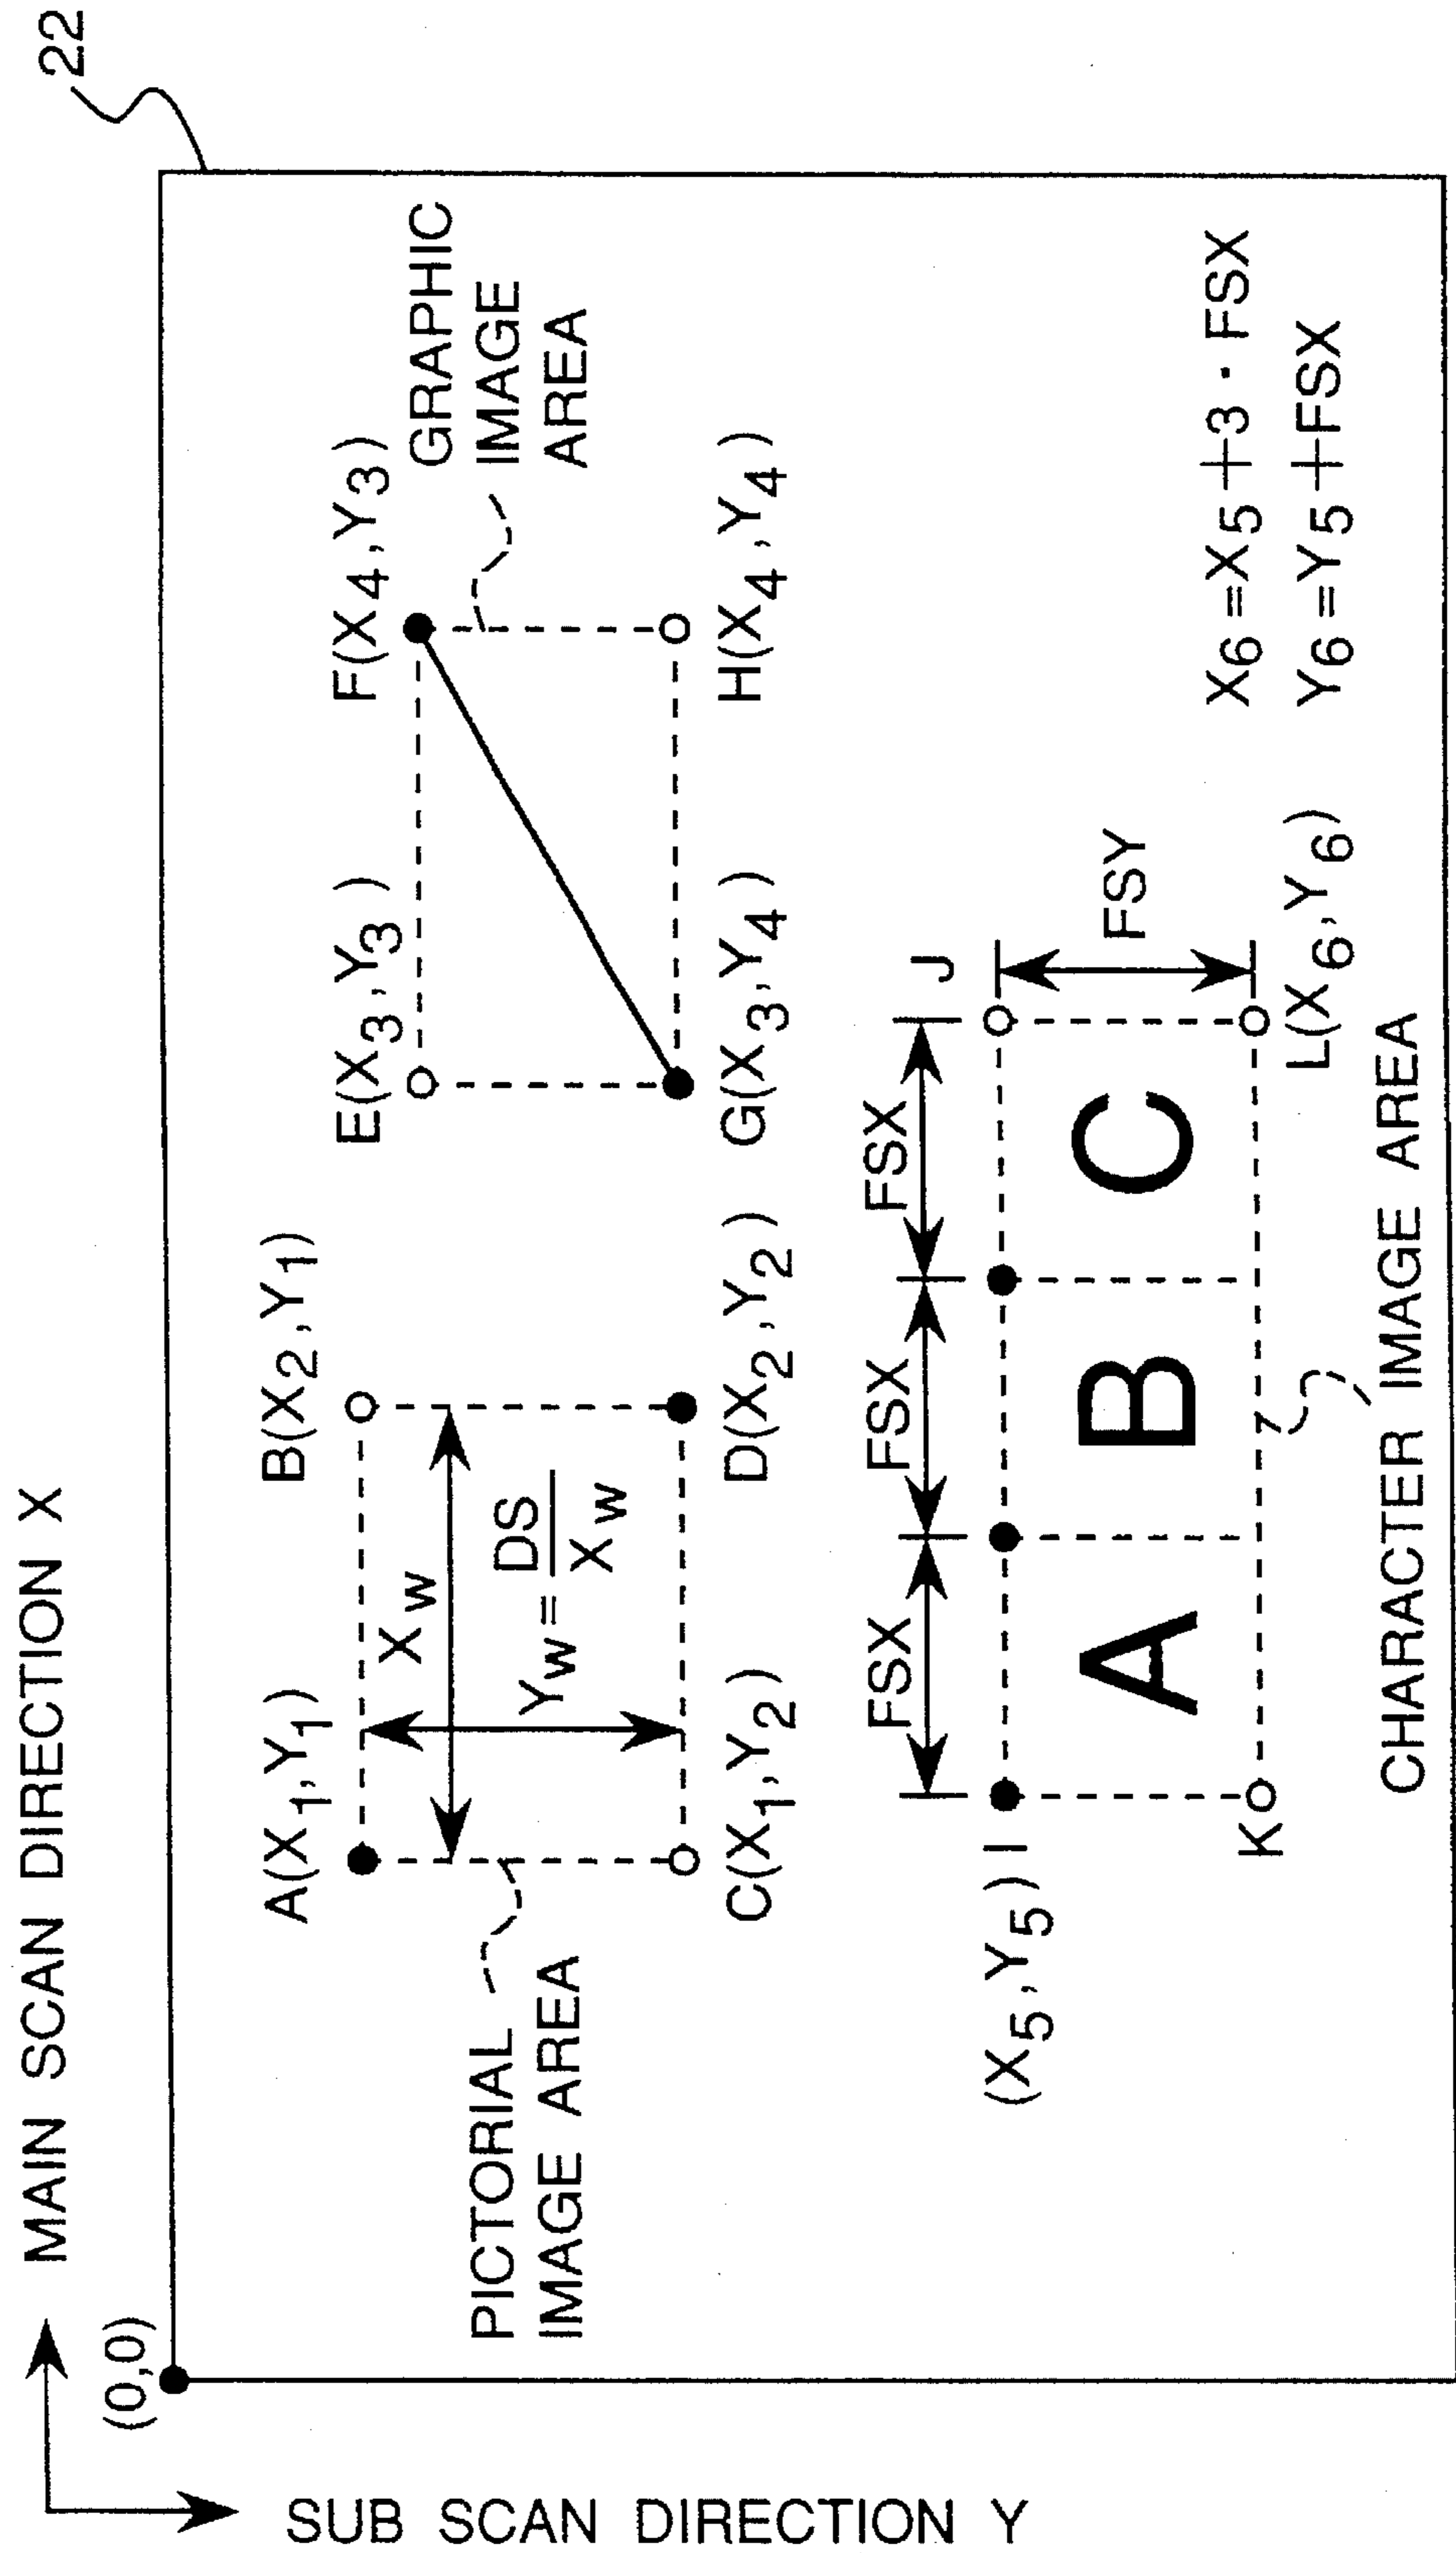 MAIN SCAN DIRECTION X
22
(0,0)
SUB SCAN DIRECTION Y
A(X1,Y1)
B(X2,Y1)
E(X3,Y3)
F(X4,Y3)
PICTORIAL
IMAGE AREA
Xw
Yw=DS/Xw
GRAPHIC
IMAGE
AREA
C(X1,Y2)
D(X2,Y2)
G(X3,Y4)
H(X4,Y4)
FSX
FSX
FSX
J
(X5,Y5) I
A
B
C
FSY
K
L(X6,Y6)
X6=X5+3·FSX
Y6=Y5+FSX
CHARACTER IMAGE AREA